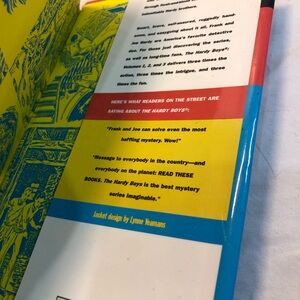 Smart, brave, self-assured, ruggedly hand-
some, and easygoing about it all, Frank and
Joe Hardy are America's favorite detective
duo. For those just discovering the series,
as well as long-time fans, The Hardy Boys®:
Volumes 1, 2, and 3 delivers three times the
action, three times the intrigue, and three
times the fun.
HERE'S WHAT READERS ON THE STREET ARE
SAYING ABOUT THE HARDY BOYS®:
"Frank and Joe can solve even the most
baffling mystery. Wow!"
"Message to everybody in the country—and
everybody on the planet: READ THESE
BOOKS. The Hardy Boys is the best mystery
series imaginable."
Jacket design by Lynne Yeamans